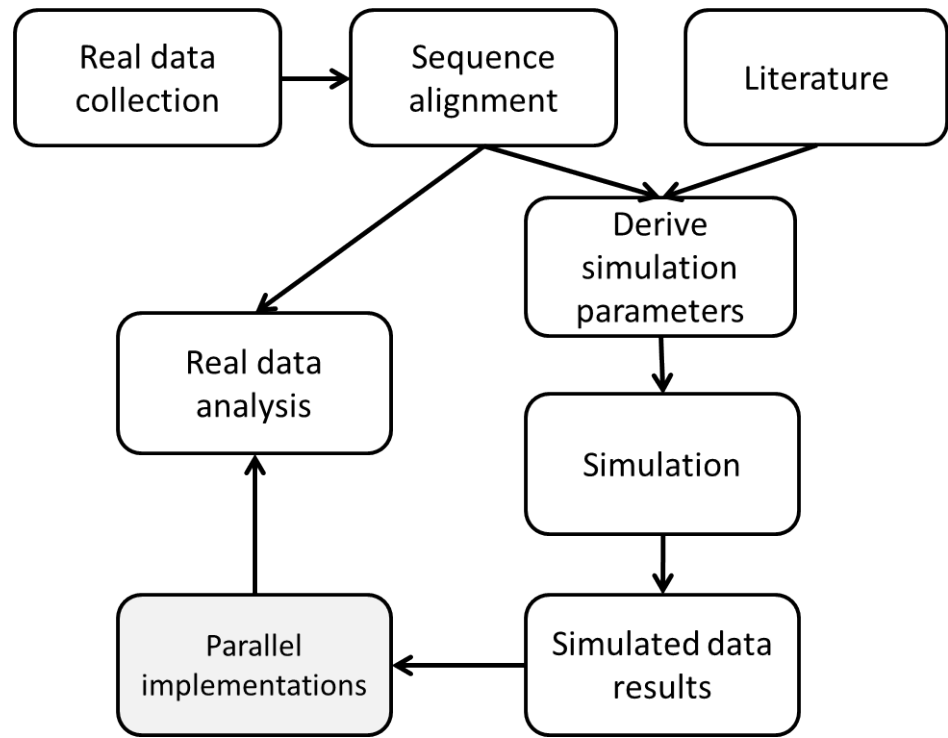 Real data
collection
Sequence
alignment
Literature
Derive
simulation
parameters
Real data
analysis
Simulation
Parallel
implementations
Simulated data
results